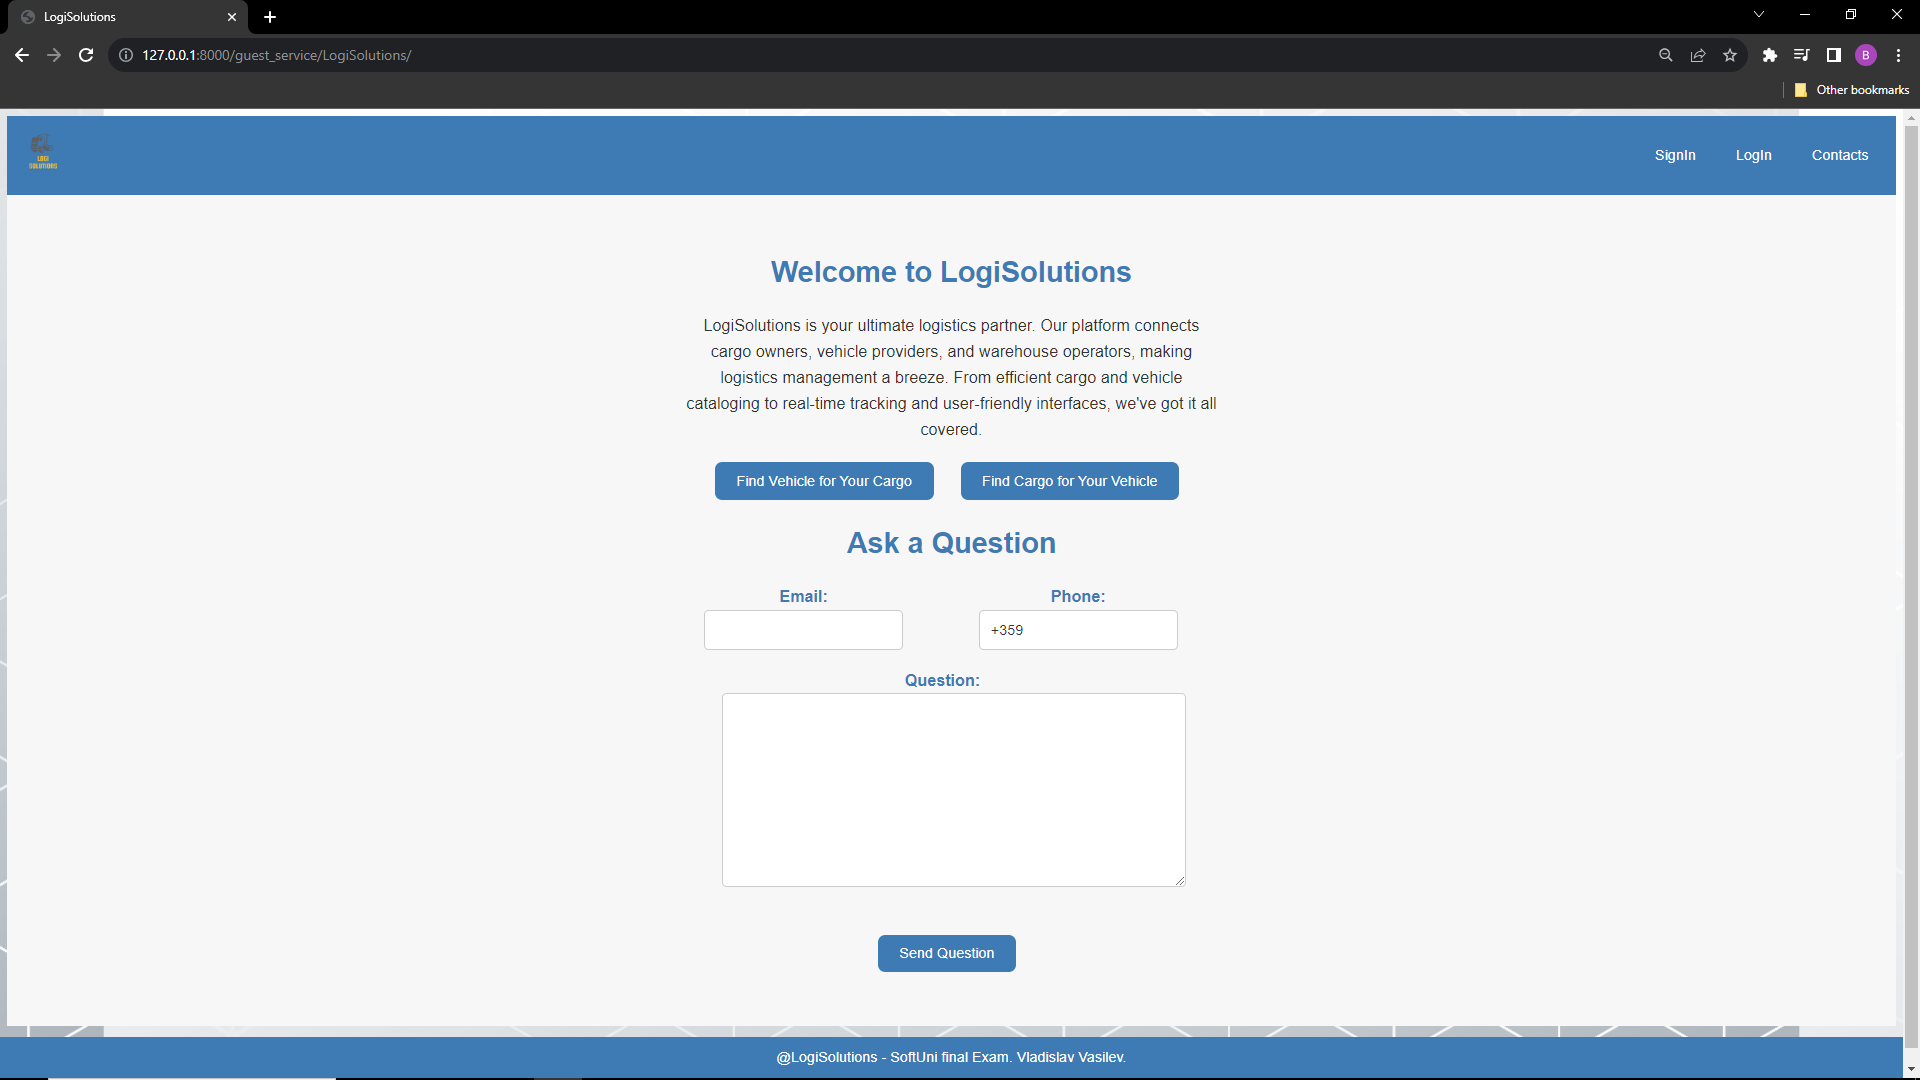 LogiSolutions
127.0.0.1:8000/guest_service/LogiSolutions/
B
Other bookmarks
LOGI
SOLUTIONS
SignIn
LogIn
Contacts
Welcome to LogiSolutions
LogiSolutions is your ultimate logistics partner. Our platform connects
cargo owners, vehicle providers, and warehouse operators, making
logistics management a breeze. From efficient cargo and vehicle
cataloging to real-time tracking and user-friendly interfaces, we've got it all
covered.
Find Vehicle for Your Cargo
Find Cargo for Your Vehicle
Ask a Question
Email:
Phone:
+359
Question:
Send Question
@LogiSolutions - SoftUni final Exam. Vladislav Vasilev.